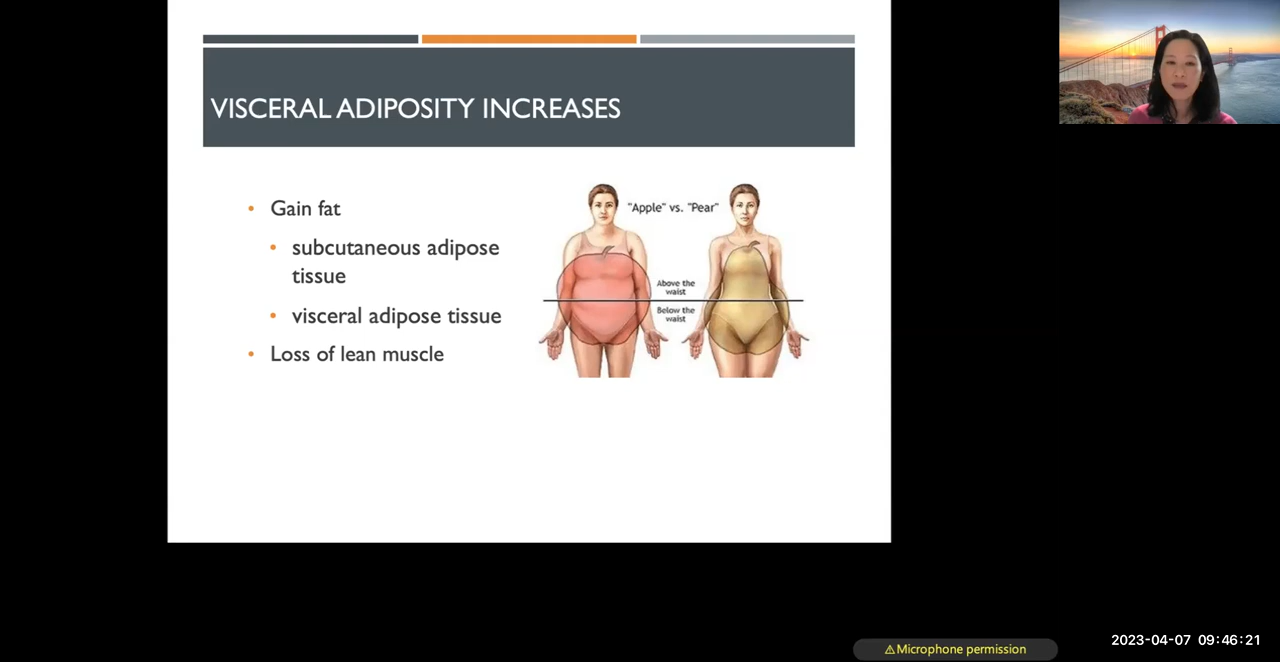 VISCERAL ADIPOSITY INCREASES
• Gain fat
• subcutaneous adipose
tissue
• visceral adipose tissue
• Loss of lean muscle
"Apple" vs. "Pear"
Above the
waist
Below the
waist
⚠Microphone permission
2023-04-07 09:46:21